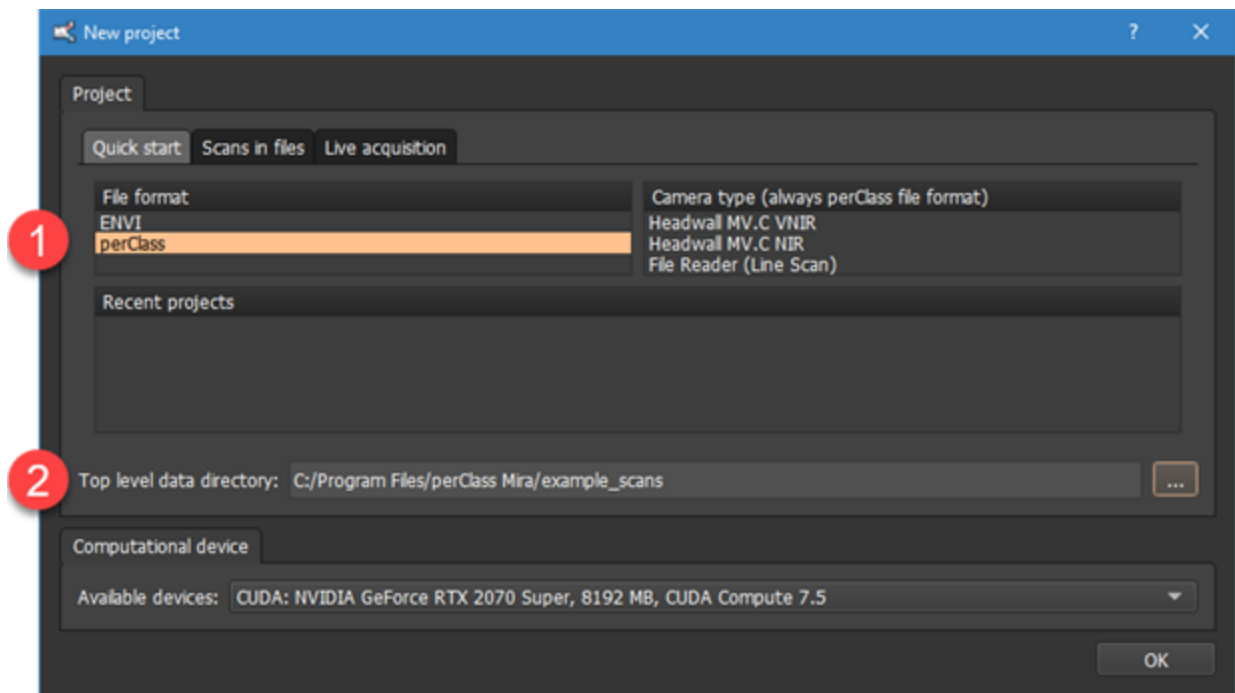 New project
?
Project
Quick start
Scans in files
Live acquisition
File format
Camera type (always perClass file format)
1
ENVI
perClass
Headwall MV.C VNIR
Headwall MV.C NIR
File Reader (Line Scan)
Recent projects
2
Top level data directory: C:/Program Files/perClass Mira/example_scans
...
Computational device
Available devices: CUDA: NVIDIA GeForce RTX 2070 Super, 8192 MB, CUDA Compute 7.5
OK